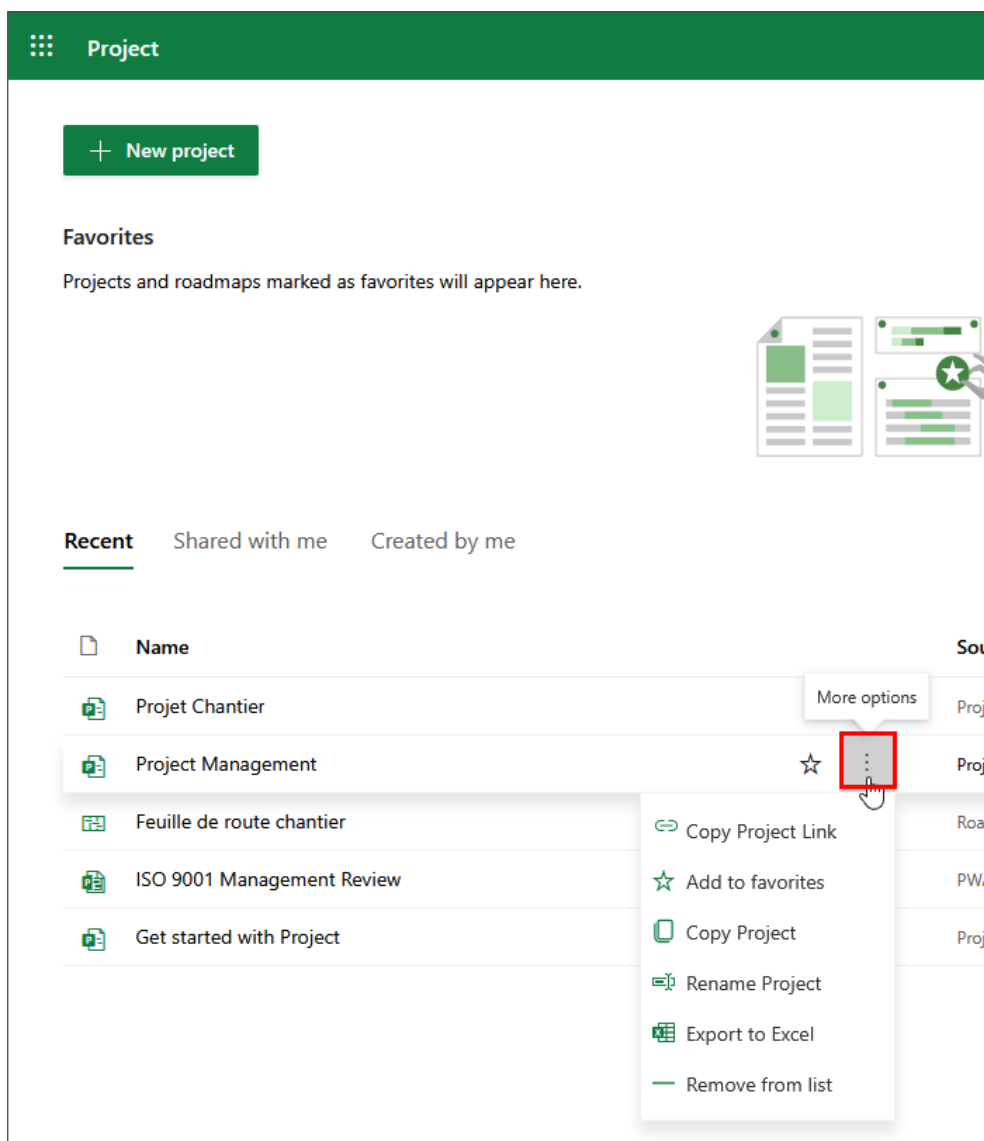 Project
New project
Favorites
Projects and roadmaps marked as favorites will appear here.
Recent Shared with me Created by me
Name
More options
Projet Chantier
Project Management
Feuille de route chantier
ISO 9001 Management Review
Get started with Project
Copy Project Link
Add to favorites
Copy Project
Rename Project
Export to Excel
Remove from list